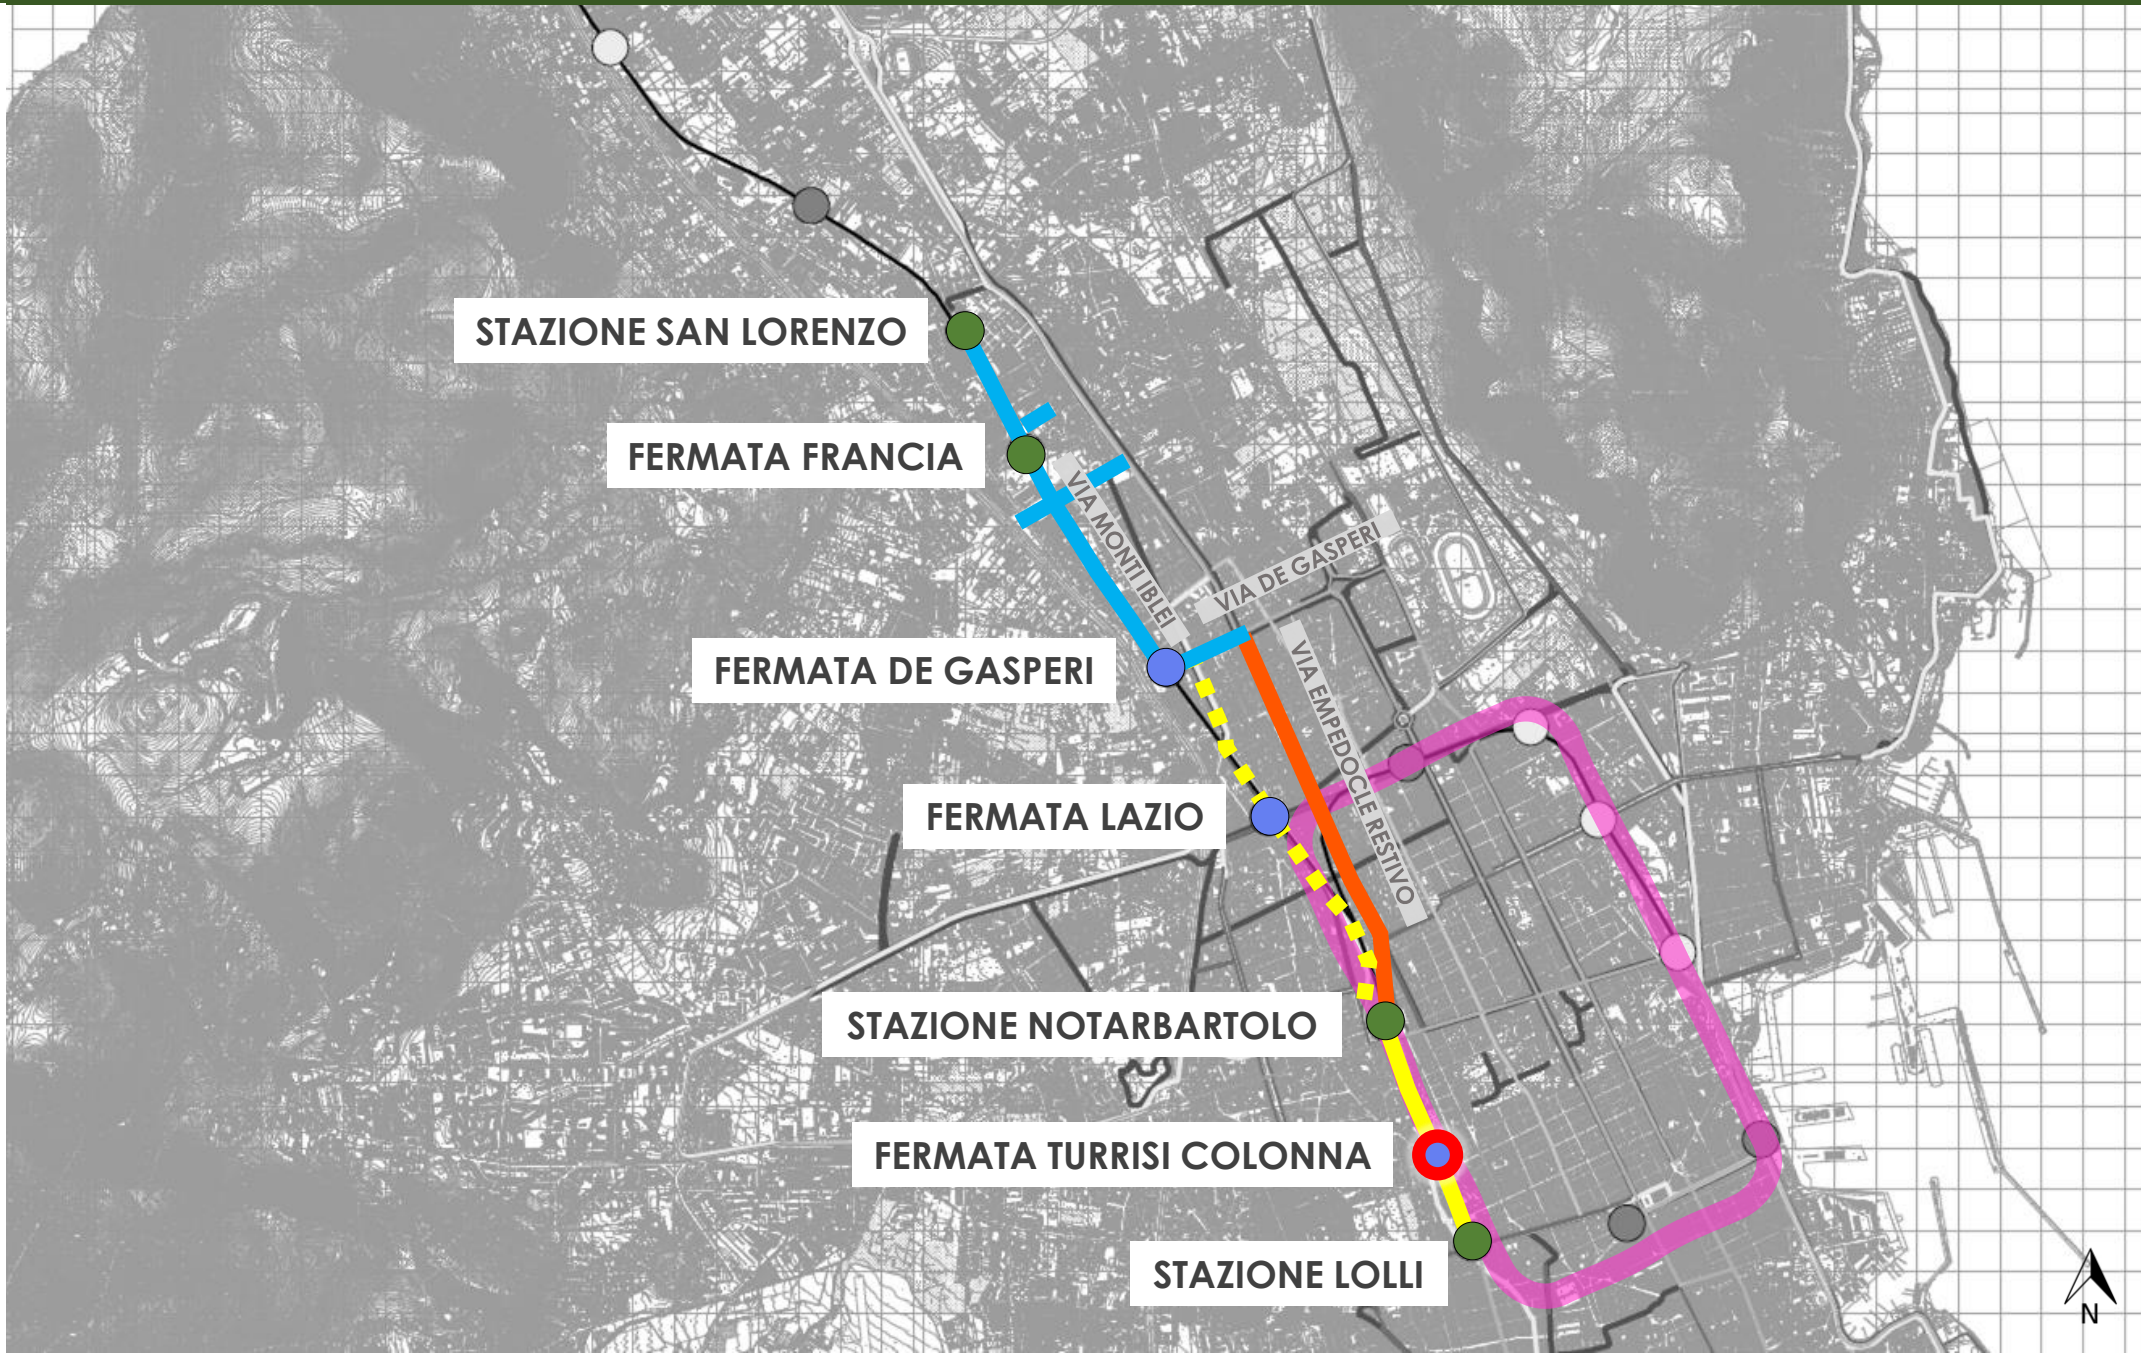 STAZIONE SAN LORENZO
FERMATA FRANCIA
VIA MONTI IBLEI
VIA DE GASPERI
FERMATA DE GASPERI
VIA EMPEDOCLE RESTIVO
FERMATA LAZIO
STAZIONE NOTARBARTOLO
FERMATA TURRISI COLONNA
STAZIONE LOLLI
N